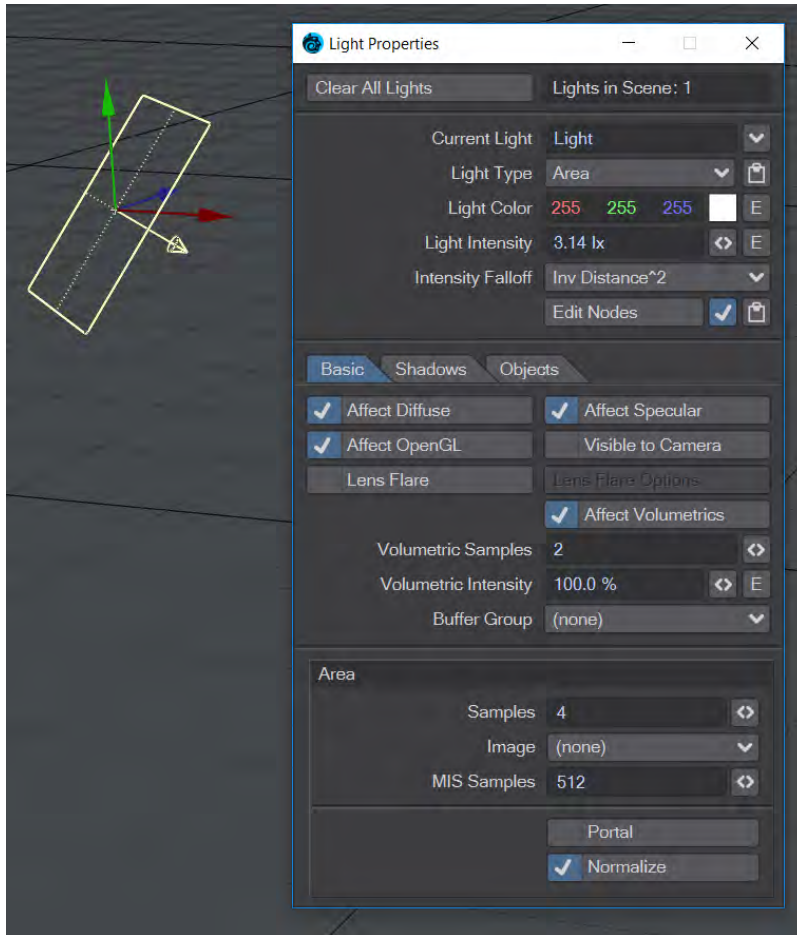 Light Properties
Clear All Lights Lights in Scene: 1
Current Light Light
Light Type Area
Light Color 255 255 255 E
Light Intensity 3.14 lx E
Intensity Falloff Inv Distance^2
Edit Nodes
Basic Shadows Objects
Affect Diffuse Affect Specular
Affect OpenGL Visible to Camera
Lens Flare Lens Flare Options
Affect Volumetrics
Volumetric Samples 2
Volumetric Intensity 100.0 % E
Buffer Group (none)
Area
Samples 4
Image (none)
MIS Samples 512
Portal
Normalize